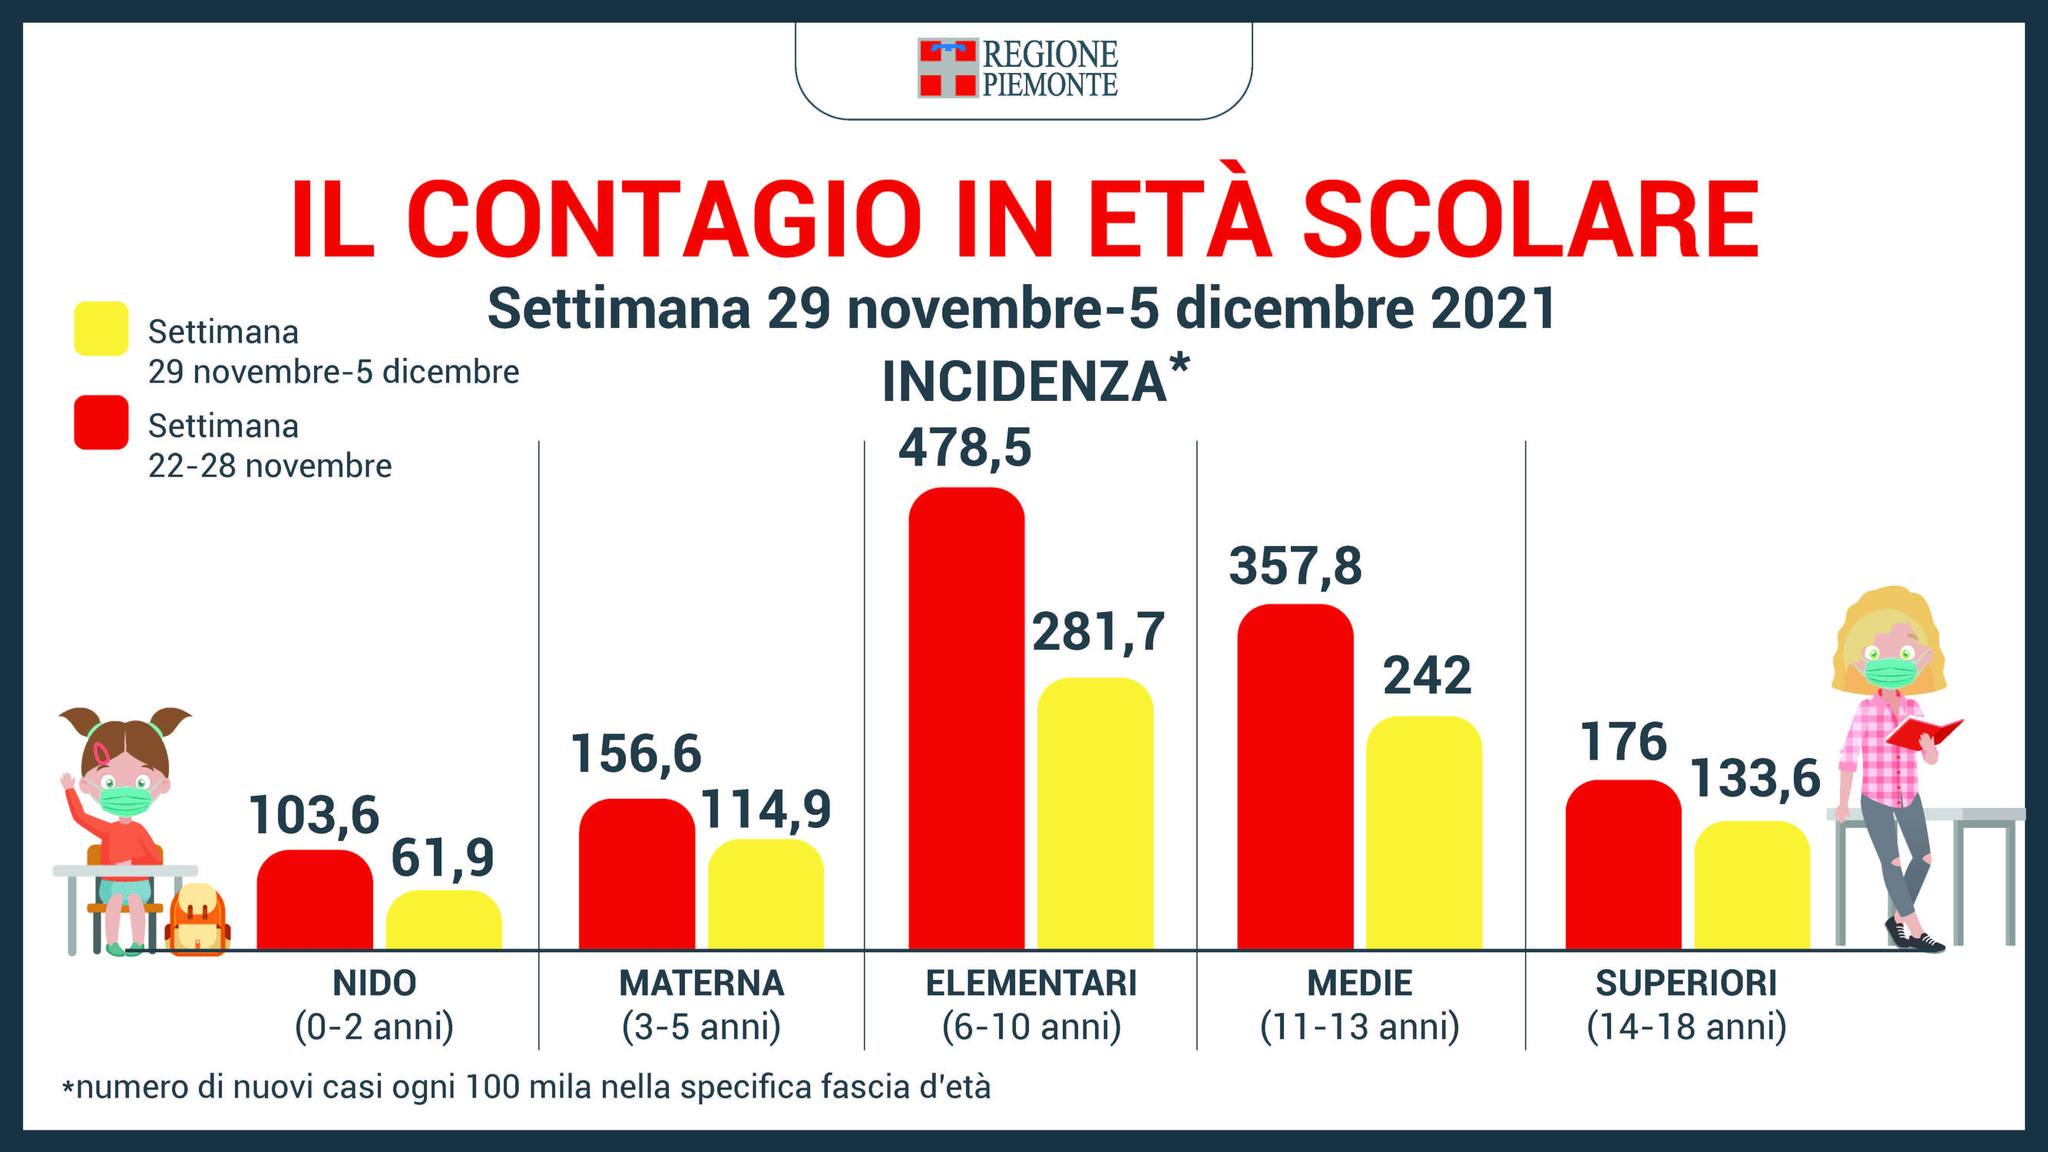 REGIONE
PIEMONTE
IL CONTAGIO IN ETÀ SCOLARE
Settimana 29 novembre-5 dicembre 2021
INCIDENZA*
Settimana
29 novembre-5 dicembre
Settimana
22-28 novembre
103,6
61,9
156,6
114,9
478,5
281,7
357,8
242
176
133,6
NIDO
(0-2 anni)
MATERNA
(3-5 anni)
ELEMENTARI
(6-10 anni)
MEDIE
(11-13 anni)
SUPERIORI
(14-18 anni)
*numero di nuovi casi ogni 100 mila nella specifica fascia d'età